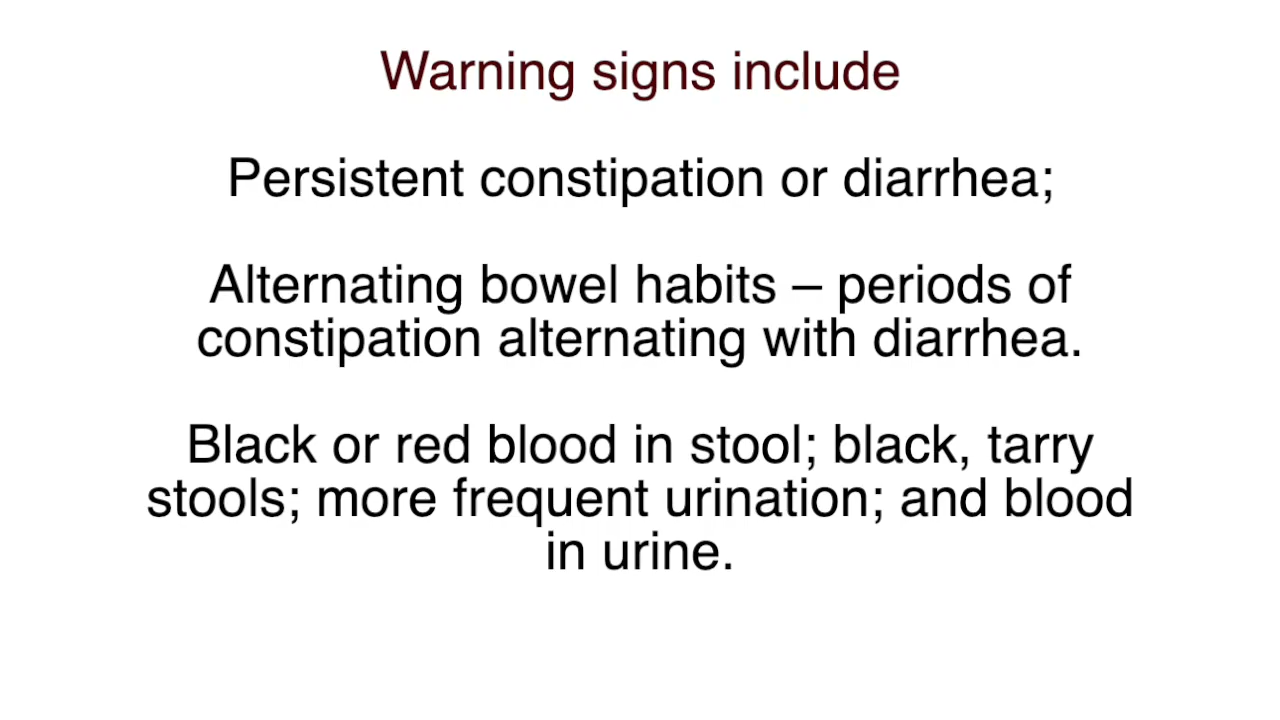 Warning signs include
Persistent constipation or diarrhea;
Alternating bowel habits – periods of
constipation alternating with diarrhea.
Black or red blood in stool; black, tarry
stools; more frequent urination; and blood
in urine.